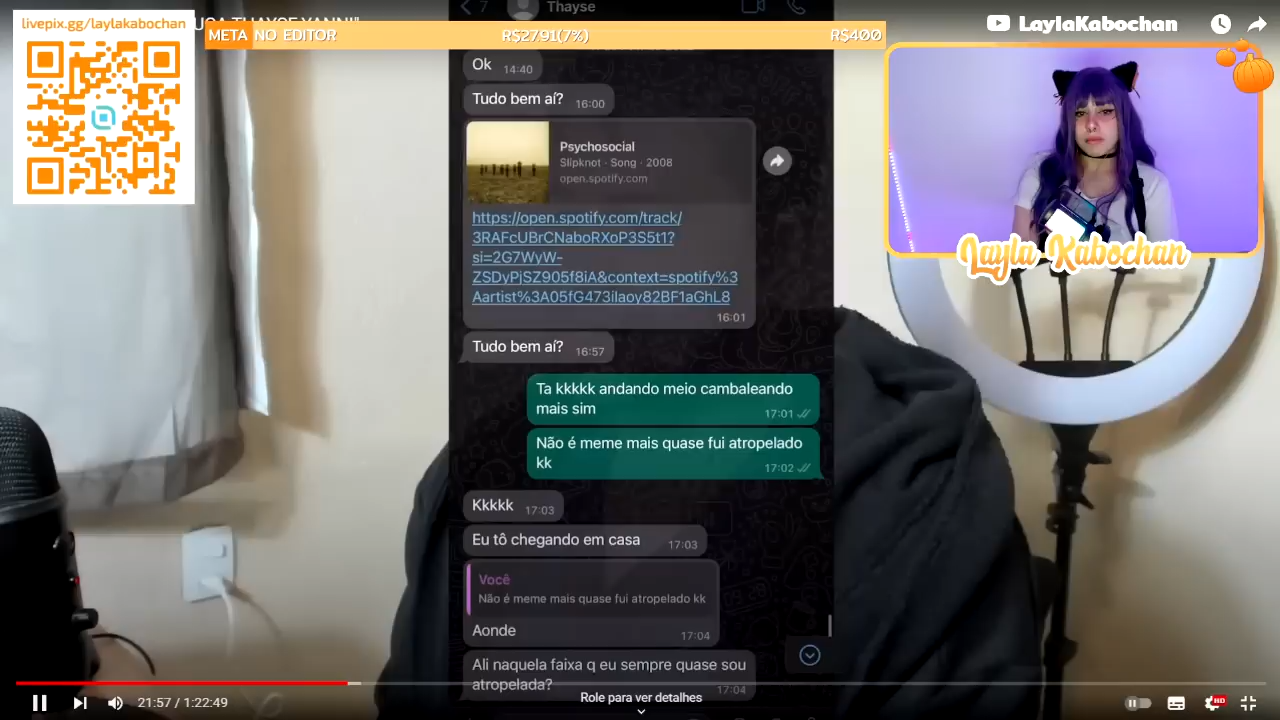 livepix.gg/laylakabochan
META NO EDITOR
R$27.91(7%)
R$400
LaylaKabochan
Layla Kabochan
7
Thayse
Ok
14:40
Tudo bem aí?
16:00
Psychosocial
Slipknot · Song · 2008
open.spotify.com
https://open.spotify.com/track/
3RAFcUBrCNaboRXoP3S5t1?
si=2G7WyW-
ZSDyPjSZ905f8iA&context=spotify%3
Aartist%3A05fG473iIaoy82BF1aGhL8
16:01
Tudo bem aí?
16:57
Ta kkkkk andando meio cambaleando
mais sim
17:01
Não é meme mais quase fui atropelado
kk
17:02
Kkkkk
17:03
Eu tô chegando em casa
17:03
Você
Não é meme mais quase fui atropelado kk
Aonde
17:04
Ali naquela faixa q eu sempre quase sou
atropelada?
17:04
21:57 / 1:22:49
Role para ver detalhes
HD